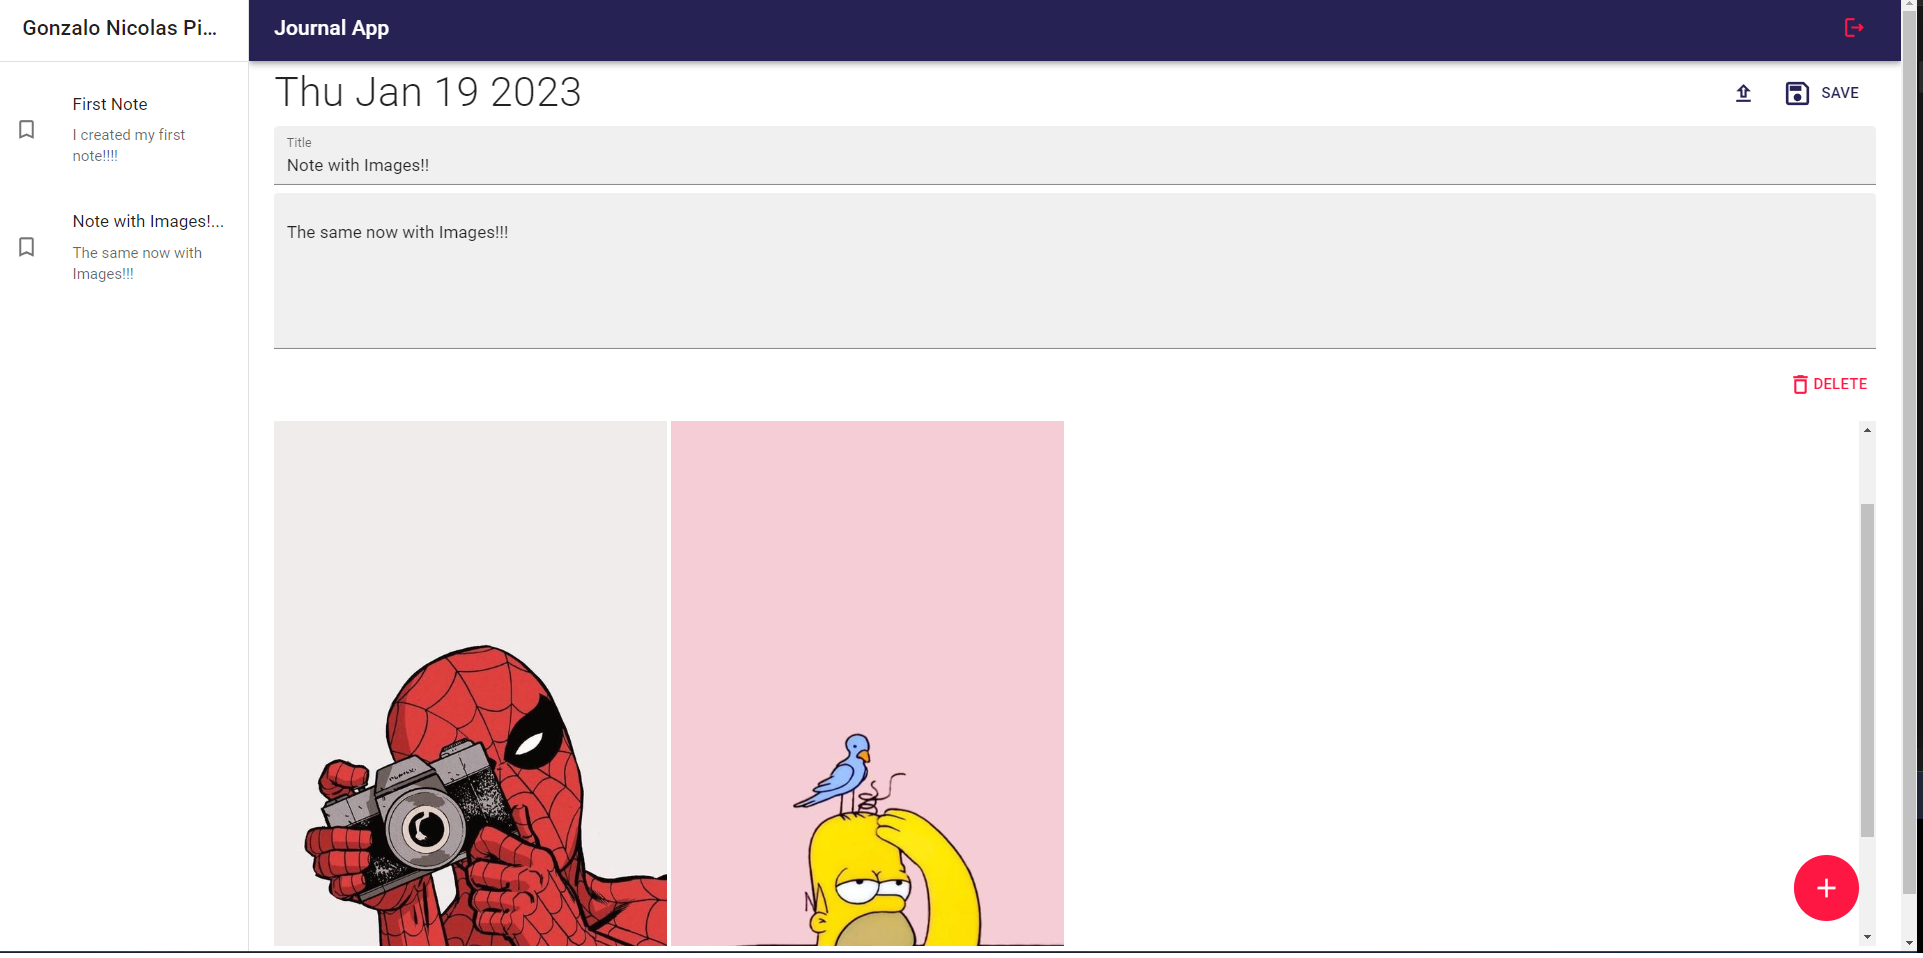 Gonzalo Nicolas Pi...
Journal App
First Note
I created my first
note!!!!
Note with Images!...
The same now with
Images!!!
Thu Jan 19 2023
SAVE
Title
Note with Images!!
The same now with Images!!!
DELETE